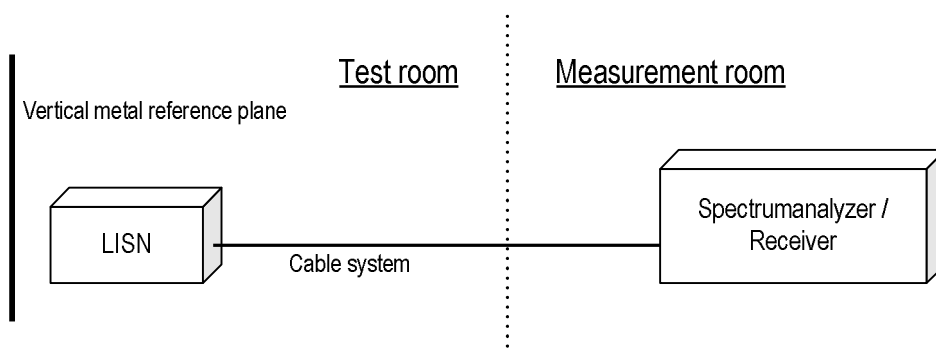 Test room
Measurement room
Vertical metal reference plane
LISN
Cable system
Spectrumanalyzer /
Receiver